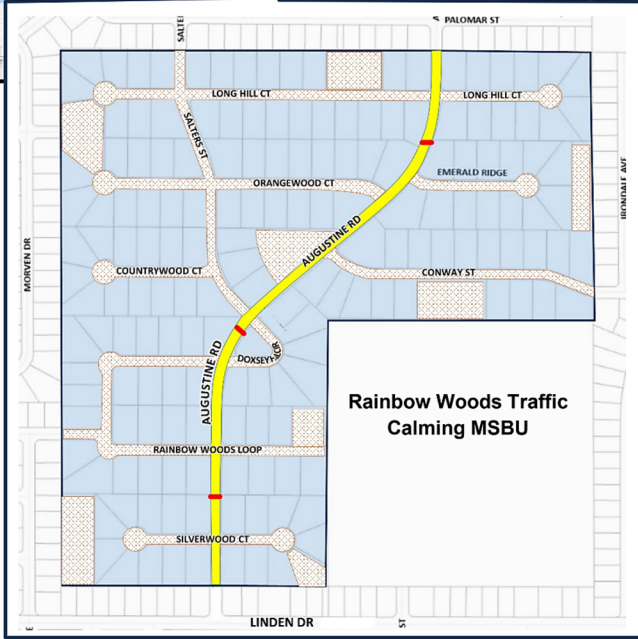 SALTE
A
PALOMAR ST
LONG HILL CT
LONG HILL CT
SALTERS ST
EMERALD RIDGE
ORANGEWOOD CT
IRONDALE AVE
MORVEN DR
AUGUSTINE RD
COUNTRYWOOD CT
CONWAY ST
AUGUSTINE RD
Rainbow Woods Traffic
Calming MSBU
RAINBOW WOODS LOOP
SILVERWOOD CT
LINDEN DR
ST
E